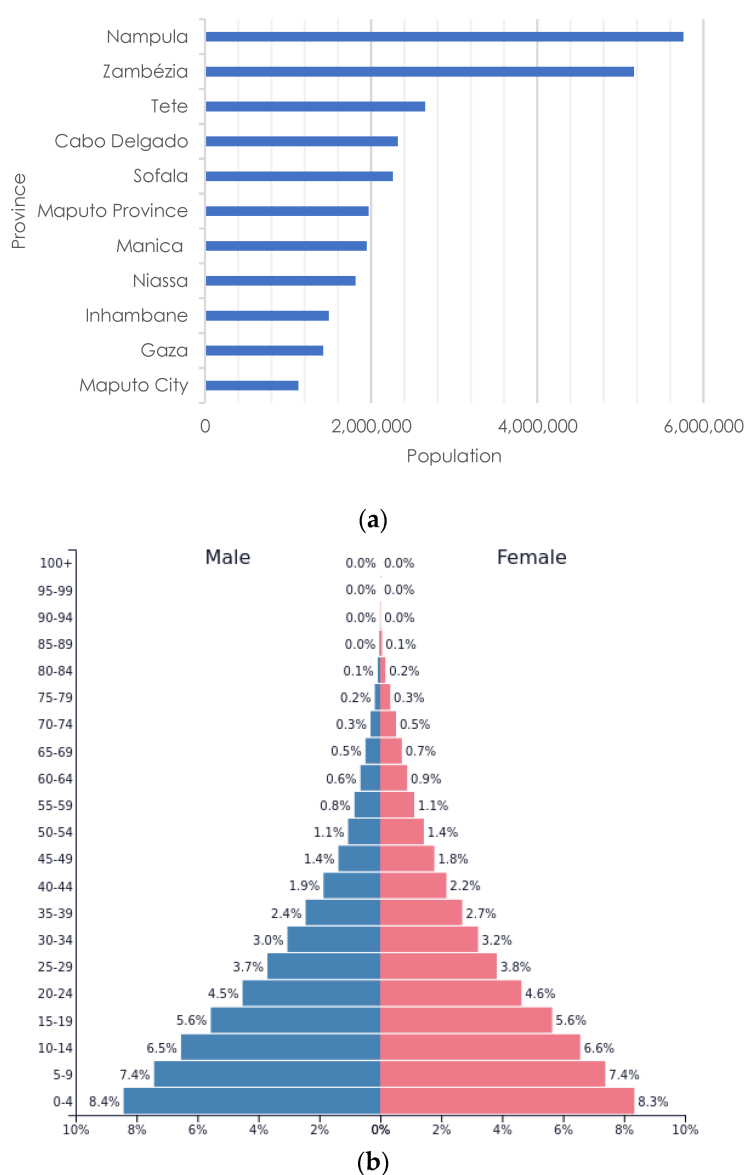 Nampula
Zambézia
Tete
Cabo Delgado
Sofala
Maputo Province
Manica
Niassa
Inhambane
Gaza
Maputo City
Province
0 2,000,000 4,000,000 6,000,000
Population
(a)
Male Female
100+ 0.0% 0.0%
95-99 0.0% 0.0%
90-94 0.0% 0.0%
85-89 0.0% 0.1%
80-84 0.1% 0.2%
75-79 0.2% 0.3%
70-74 0.3% 0.5%
65-69 0.5% 0.7%
60-64 0.6% 0.9%
55-59 0.8% 1.1%
50-54 1.1% 1.4%
45-49 1.4% 1.8%
40-44 1.9% 2.2%
35-39 2.4% 2.7%
30-34 3.0% 3.2%
25-29 3.7% 3.8%
20-24 4.5% 4.6%
15-19 5.6% 5.6%
10-14 6.5% 6.6%
5-9 7.4% 7.4%
0-4 8.4% 8.3%
10% 8% 6% 4% 2% 0% 2% 4% 6% 8% 10%
(b)